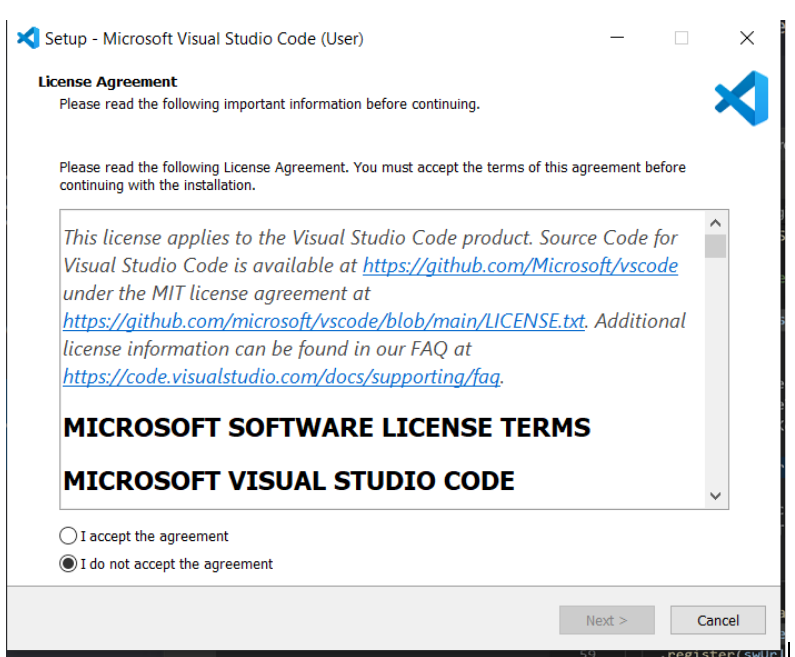 Setup - Microsoft Visual Studio Code (User)
License Agreement
Please read the following important information before continuing.
Please read the following License Agreement. You must accept the terms of this agreement before
continuing with the installation.
This license applies to the Visual Studio Code product. Source Code for
Visual Studio Code is available at https://github.com/Microsoft/vscode
under the MIT license agreement at
https://github.com/microsoft/vscode/blob/main/LICENSE.txt. Additional
license information can be found in our FAQ at
https://code.visualstudio.com/docs/supporting/faq.
MICROSOFT SOFTWARE LICENSE TERMS
MICROSOFT VISUAL STUDIO CODE
I accept the agreement
I do not accept the agreement
Next >
Cancel
59 .register(swUrl